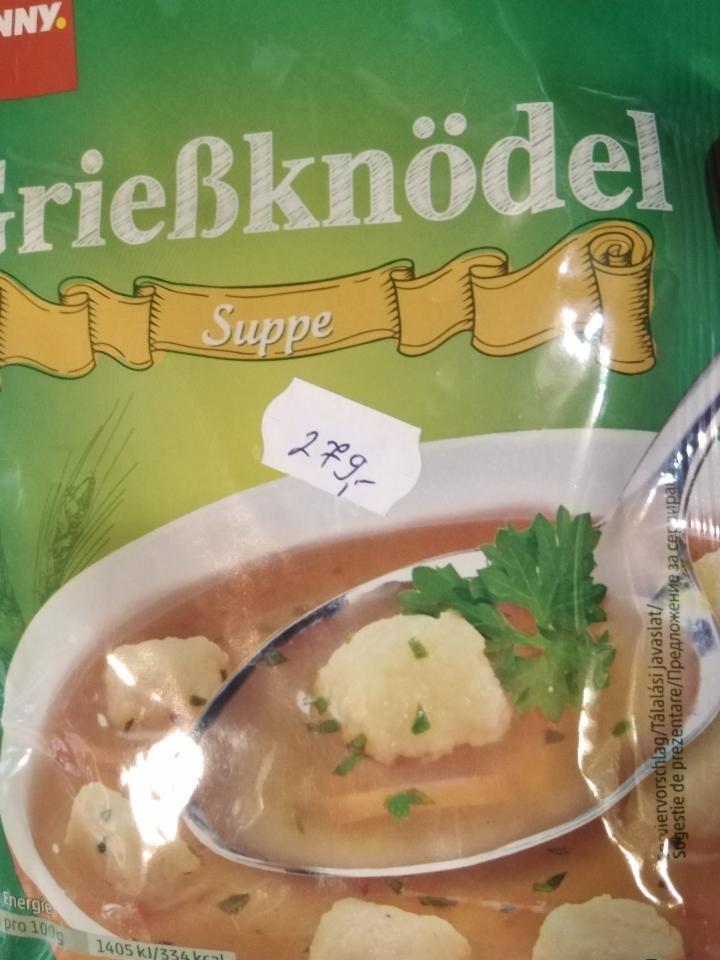 NNY.
Grießknödel
Suppe
279,-
Serviervorschlag/Tálalási javaslat/
Sugestie de prezentare/Предложение за сервира
Energie
pro 100g
1405 kJ/334 kcal